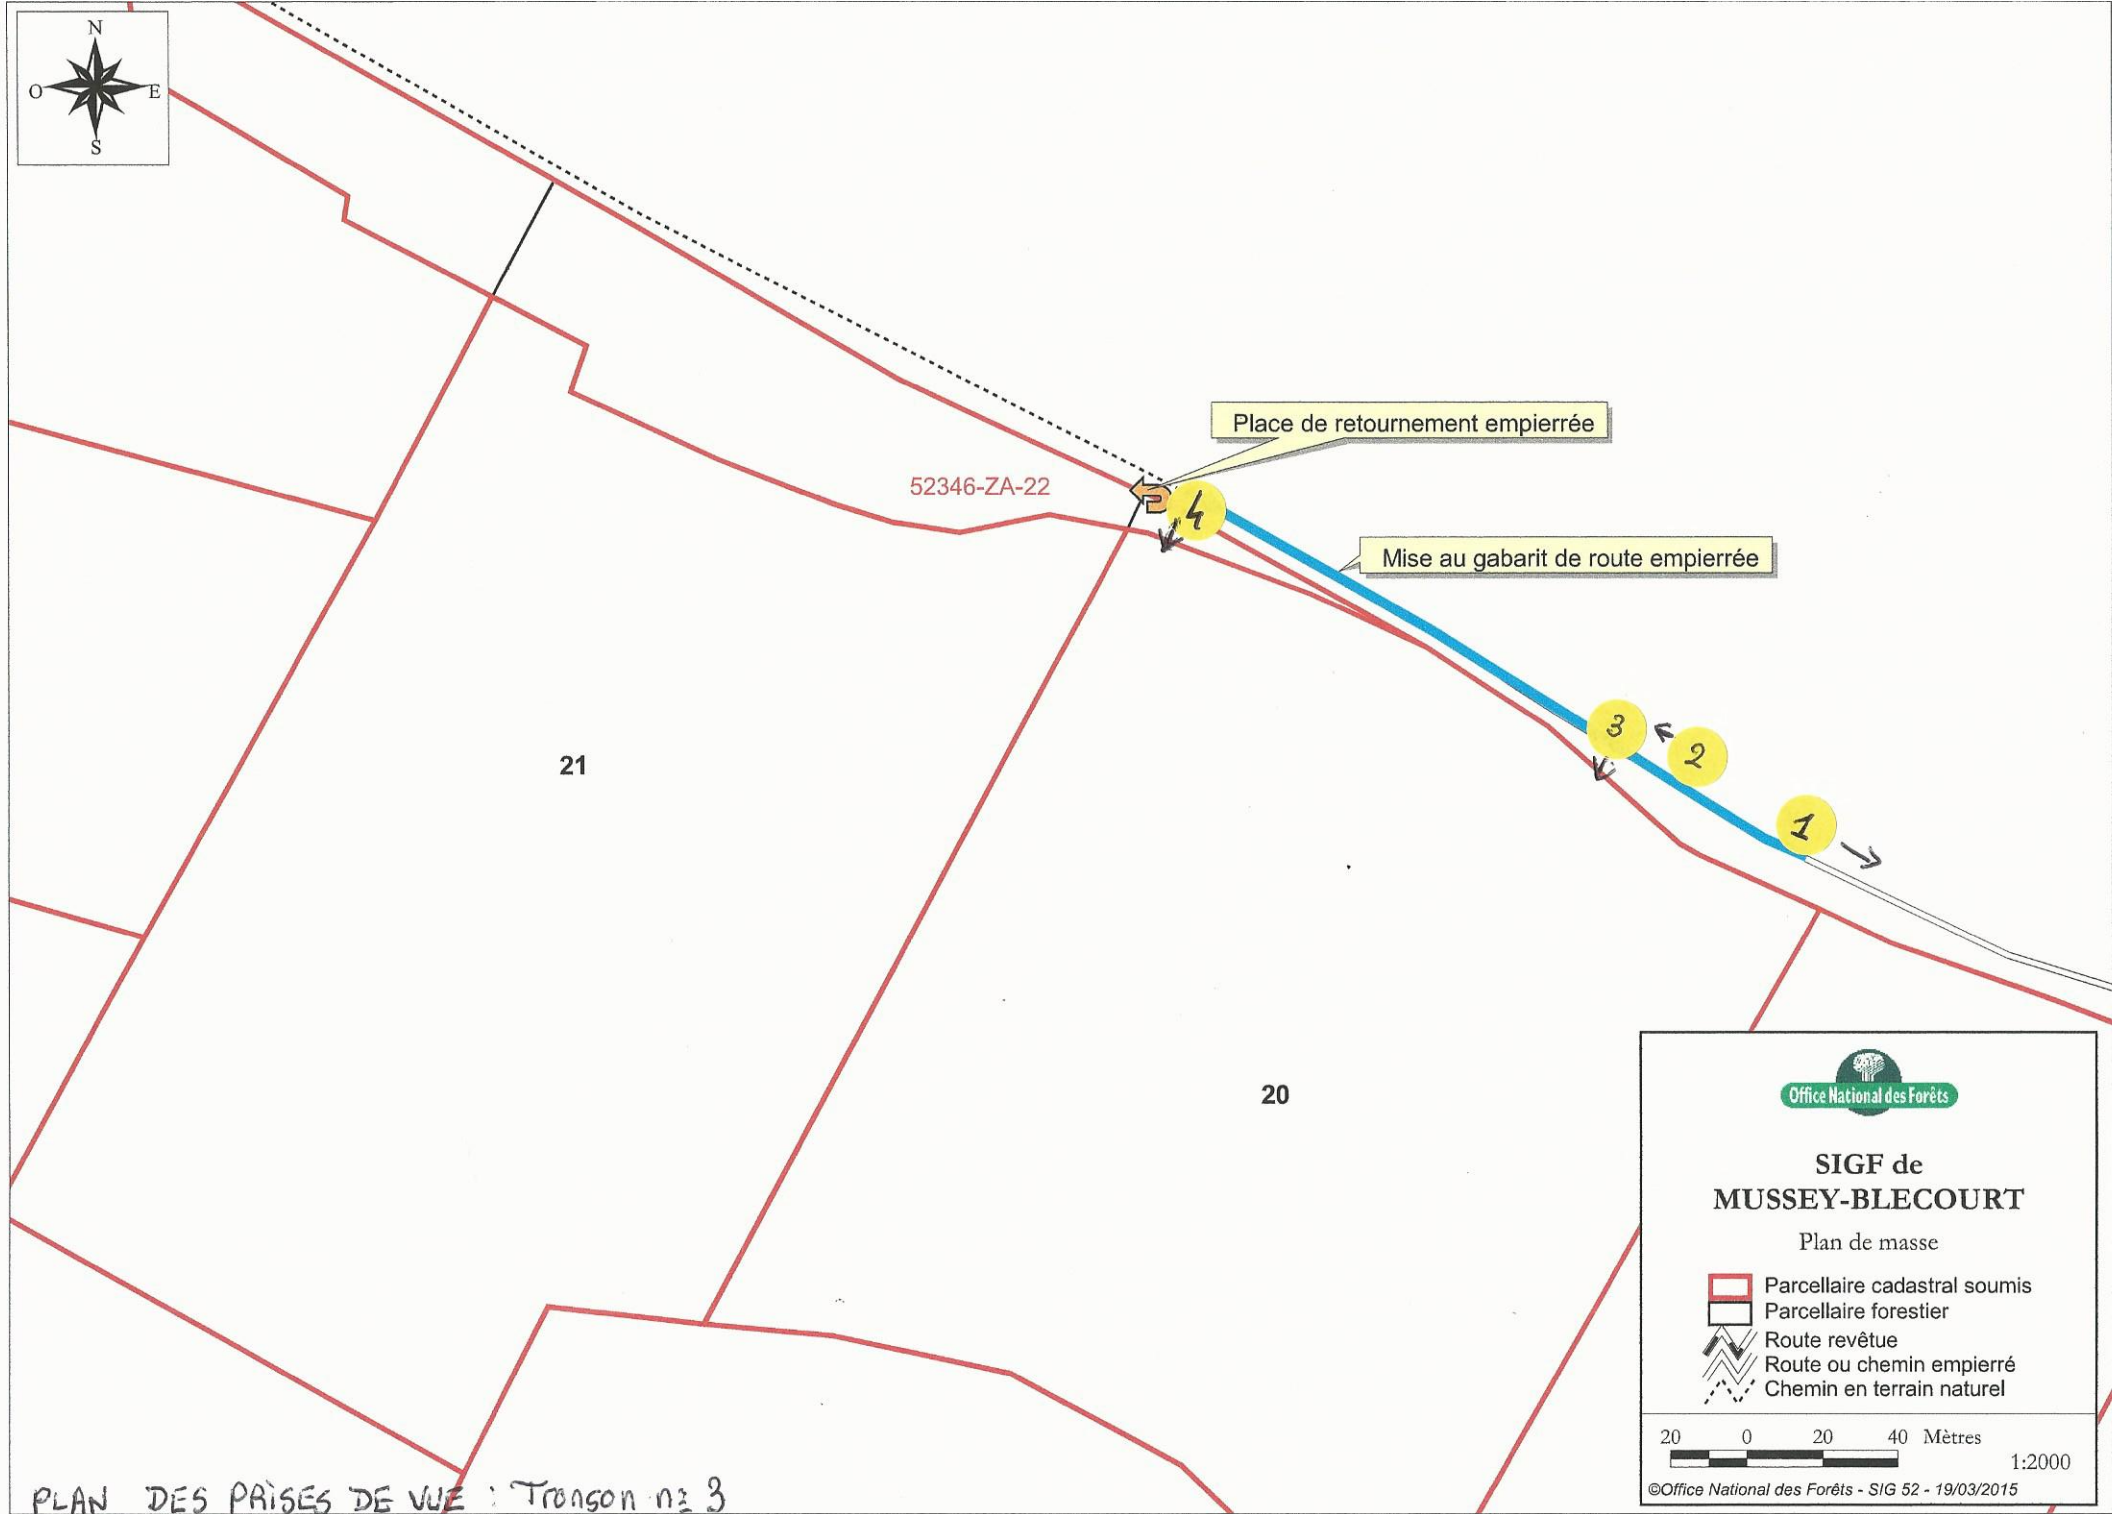 N
O E
S
Place de retournement empierrée
52346-ZA-22
4
Mise au gabarit de route empierrée
3
2
21
1
20
Office National des Forêts
SIGF de
MUSSEY-BLECOURT
Plan de masse
Parcellaire cadastral soumis
Parcellaire forestier
Route revêtue
Route ou chemin empierré
Chemin en terrain naturel
20 0 20 40 Mètres
1:2000
©Office National des Forêts - SIG 52 - 19/03/2015
PLAN DES PRISES DE VUE : Tronson n: 3